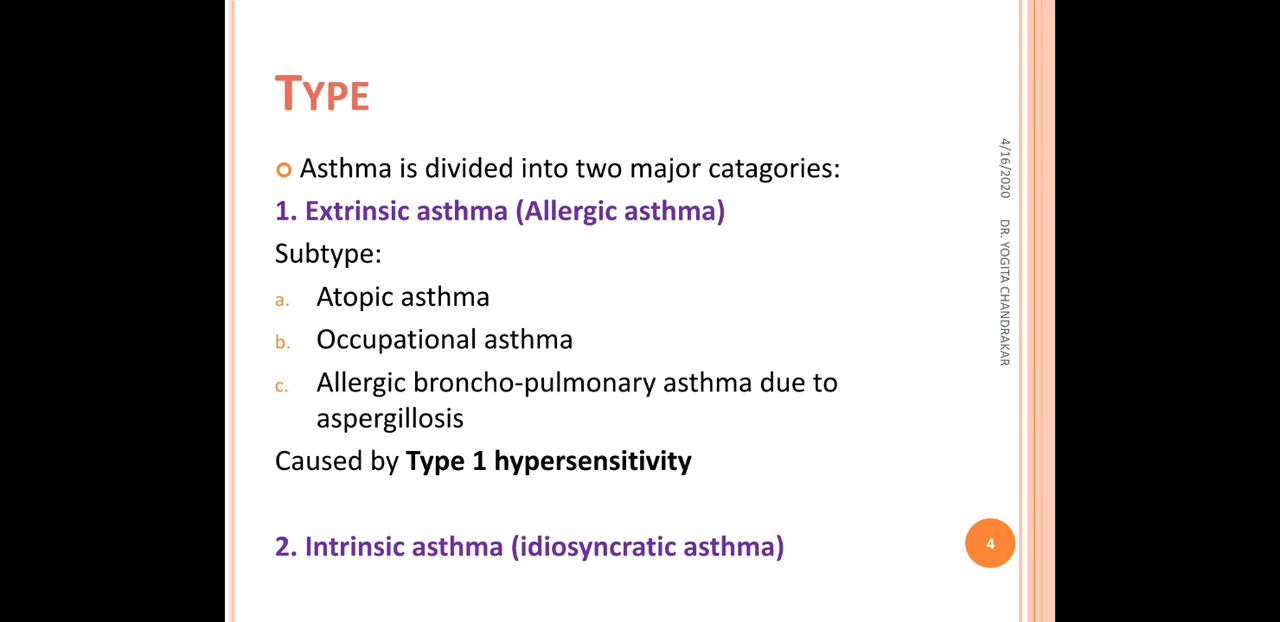 TYPE
Asthma is divided into two major catagories:
1. Extrinsic asthma (Allergic asthma)
Subtype:
a. Atopic asthma
b. Occupational asthma
c. Allergic broncho-pulmonary asthma due to
aspergillosis
Caused by Type 1 hypersensitivity
2. Intrinsic asthma (idiosyncratic asthma)
4/16/2020 DR. YOGITA CHANDRAKAR
4